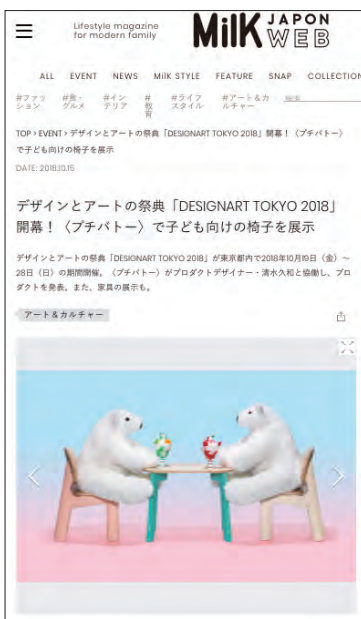 Lifestyle magazine
for modern family
MilK JAPON
WEB
ALL EVENT NEWS MilK STYLE FEATURE SNAP COLLECTION
#ファッ
ション
#食・
グルメ
#イン
テリア
#
教
育
#ライフ
スタイル
#アート&カ
ルチャー
TOP > EVENT > デザインとアートの祭典「DESIGNART TOKYO 2018」開幕！〈プチバトー〉
で子ども向けの椅子を展示
DATE: 2018.10.15
デザインとアートの祭典「DESIGNART TOKYO 2018」
開幕！〈プチバトー〉で子ども向けの椅子を展示
デザインとアートの祭典「DESIGNART TOKYO 2018」が東京都内で2018年10月19日（金）〜
28日（日）の期間開催。〈プチバトー〉がプロダクトデザイナー・清水久和と協働し、プロ
ダクトを発表。また、家具の展示も。
アート&カルチャー